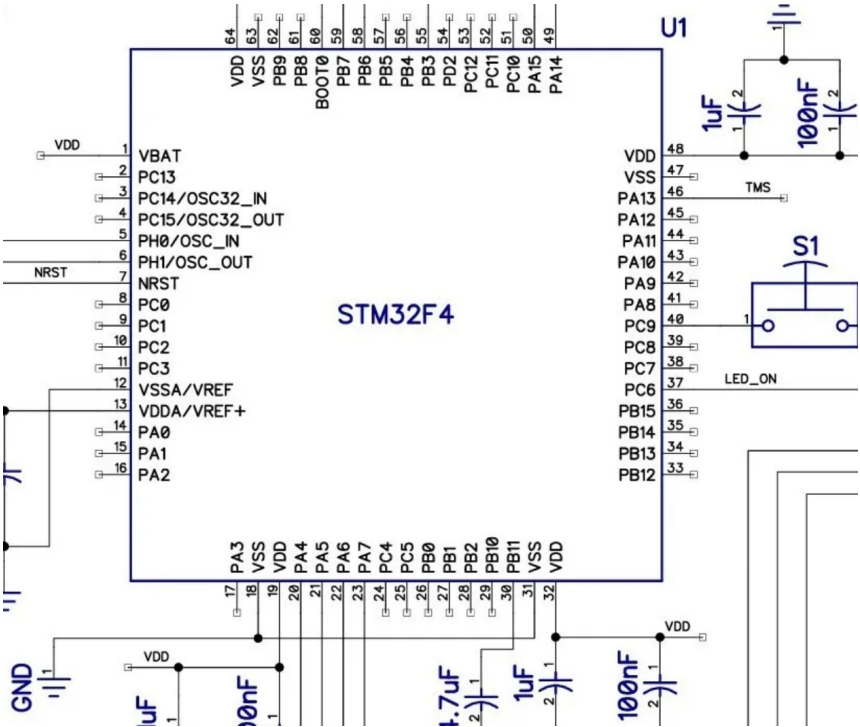 U1
64 63 62 61 60 59 58 57 56 55 54 53 52 51 50 49
VDD VSS PB9 PB8 BOOT0 PB7 PB6 PB5 PB4 PB3 PD2 PC12 PC11 PC10 PA15 PA14
1uF 2 1
100nF 2 1
VDD 1 VBAT
2 PC13
3 PC14/OSC32_IN
4 PC15/OSC32_OUT
5 PH0/OSC_IN
6 PH1/OSC_OUT
NRST 7 NRST
8 PC0
9 PC1
10 PC2
11 PC3
12 VSSA/VREF
13 VDDA/VREF+
14 PA0
15 PA1
16 PA2
STM32F4
VDD 48
VSS 47
PA13 46 TMS
PA12 45
PA11 44
PA10 43
PA9 42
PA8 41
PC9 40
PC8 39
PC7 38
PC6 37 LED_ON
PB15 36
PB14 35
PB13 34
PB12 33
S1
1
PA3 VSS VDD PA4 PA5 PA6 PA7 PC4 PC5 PB0 PB1 PB2 PB10 PB11 VSS VDD
17 18 19 20 21 22 23 24 25 26 27 28 29 30 31 32
VDD
VDD
GND 1
uF 1
00nF 1
4.7uF 1 2
1uF 1 2
100nF 1 2